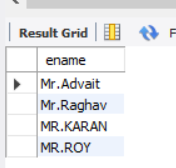 Result Grid F
ename
Mr.Advait
Mr.Raghav
MR.KARAN
MR.ROY